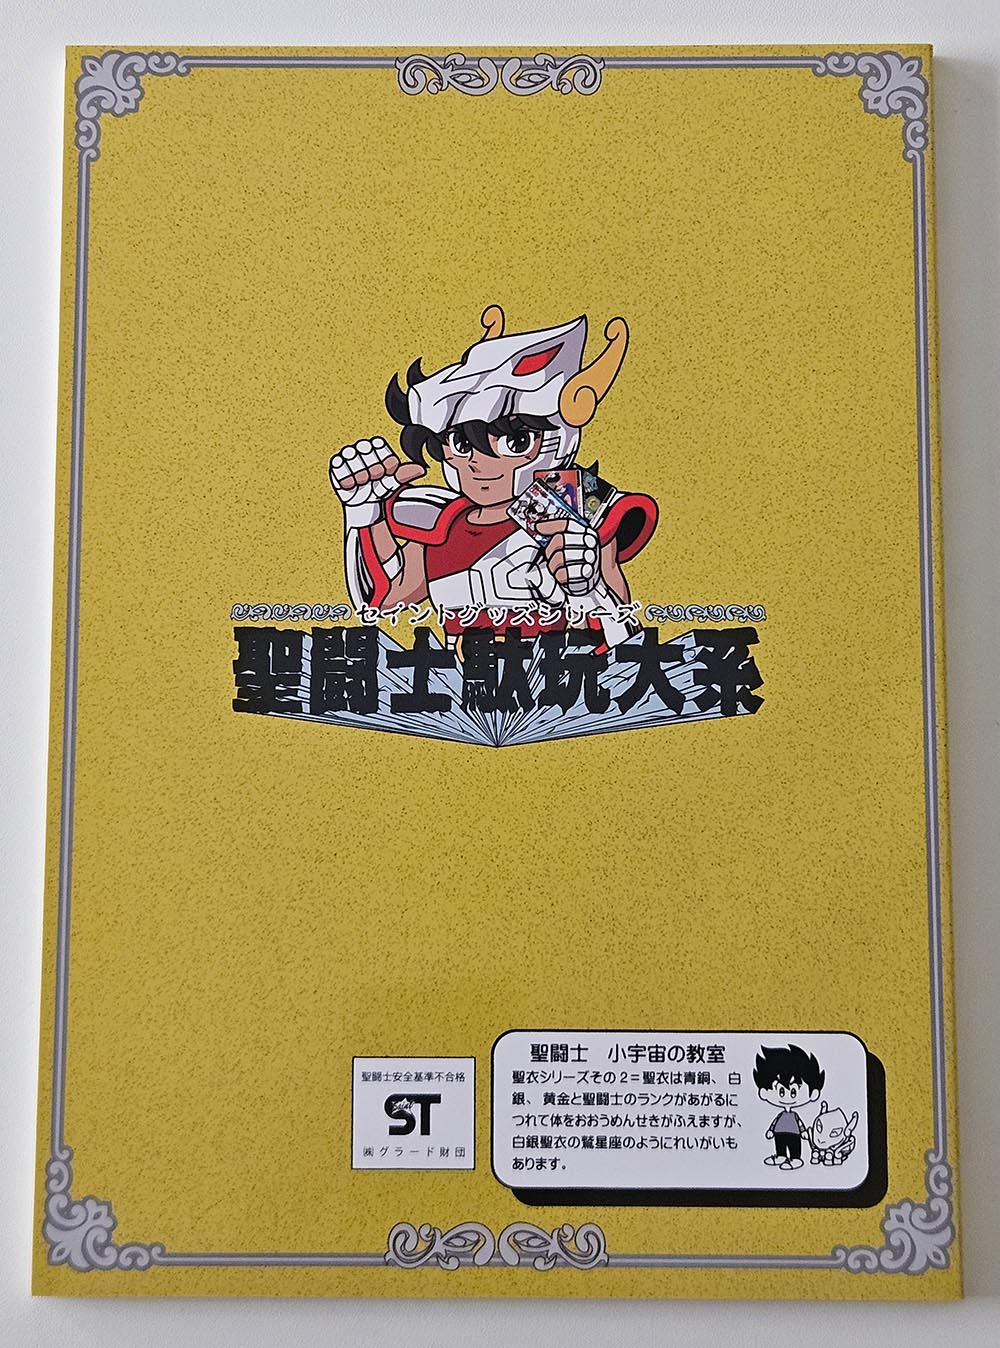 セイントグッズシリーズ
聖闘士駄玩大系
聖闘士安全基準不合格
Saint
ST
㈱グラード財団
聖闘士 小宇宙の教室
聖衣シリーズその2=聖衣は青銅、白
銀、黄金と聖闘士のランクがあがるに
つれて体をおおうめんせきがふえますが、
白銀聖衣の鷲星座のようにれいがいも
あります。